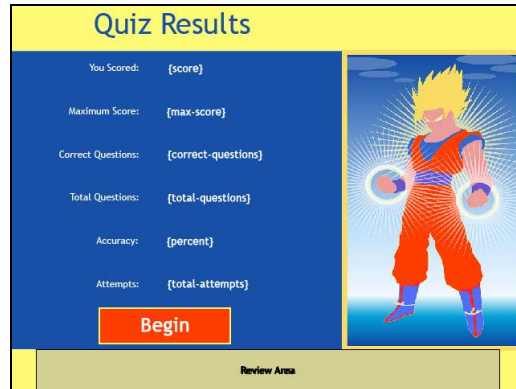 Quiz Results
You Scored: {score}
Maximum Score: {max-score}
Correct Questions: {correct-questions}
Total Questions: {total-questions}
Accuracy: {percent}
Attempts: {total-attempts}
Begin
Review Area